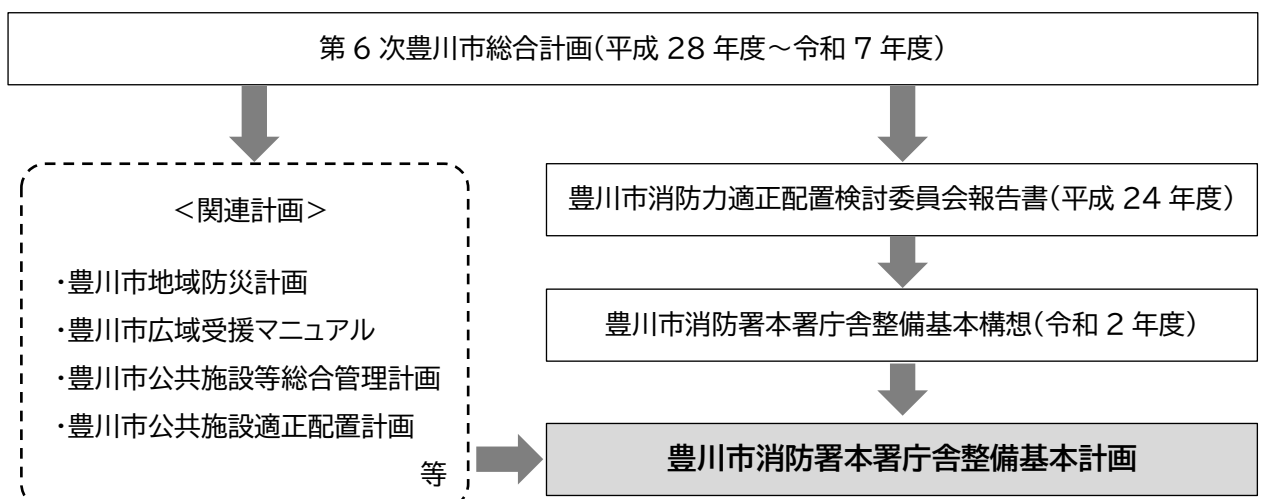 第 6 次豊川市総合計画(平成 28 年度～令和 7 年度)
＜関連計画＞
・豊川市地域防災計画
・豊川市広域受援マニュアル
・豊川市公共施設等総合管理計画
・豊川市公共施設適正配置計画
等
豊川市消防力適正配置検討委員会報告書(平成 24 年度)
豊川市消防署本署庁舎整備基本構想(令和 2 年度)
豊川市消防署本署庁舎整備基本計画